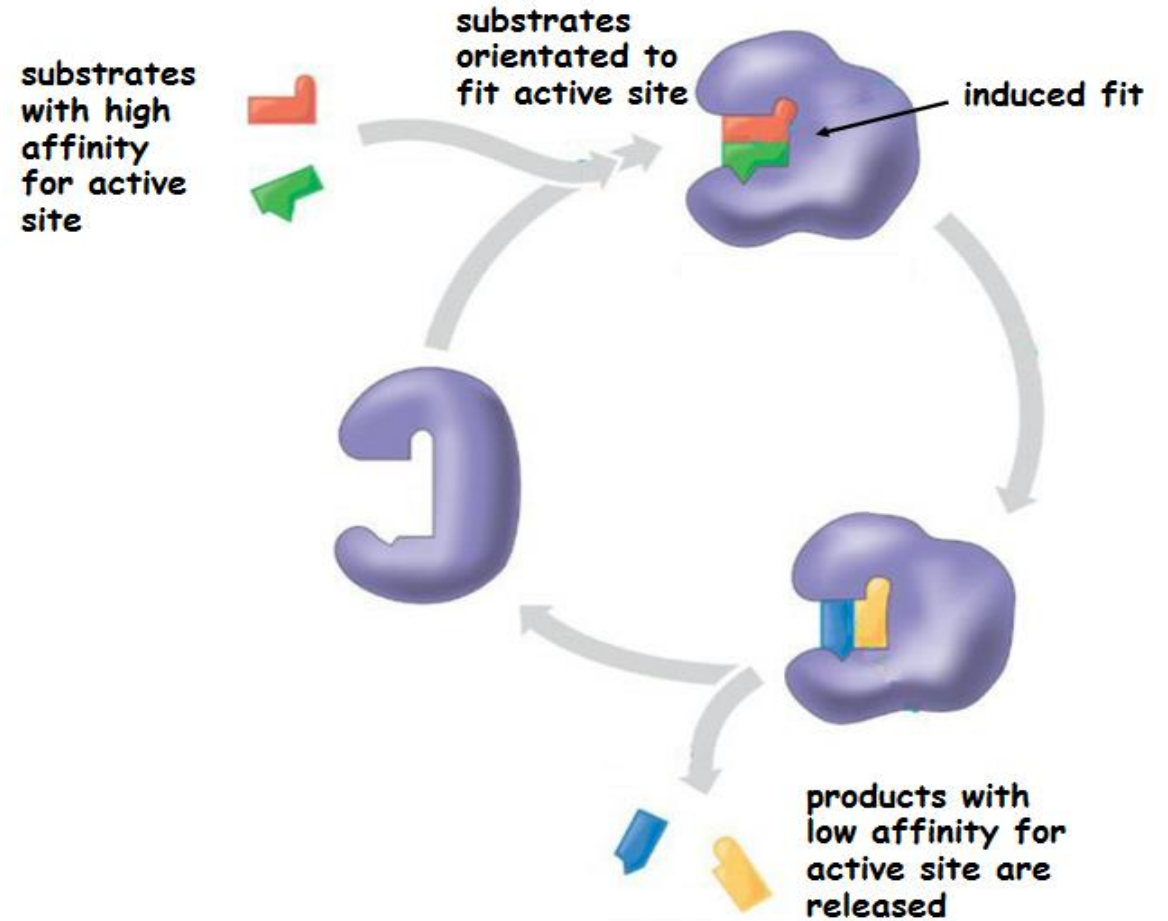 substrates
with high
affinity
for active
site
substrates
orientated to
fit active site
induced fit
products with
low affinity for
active site are
released